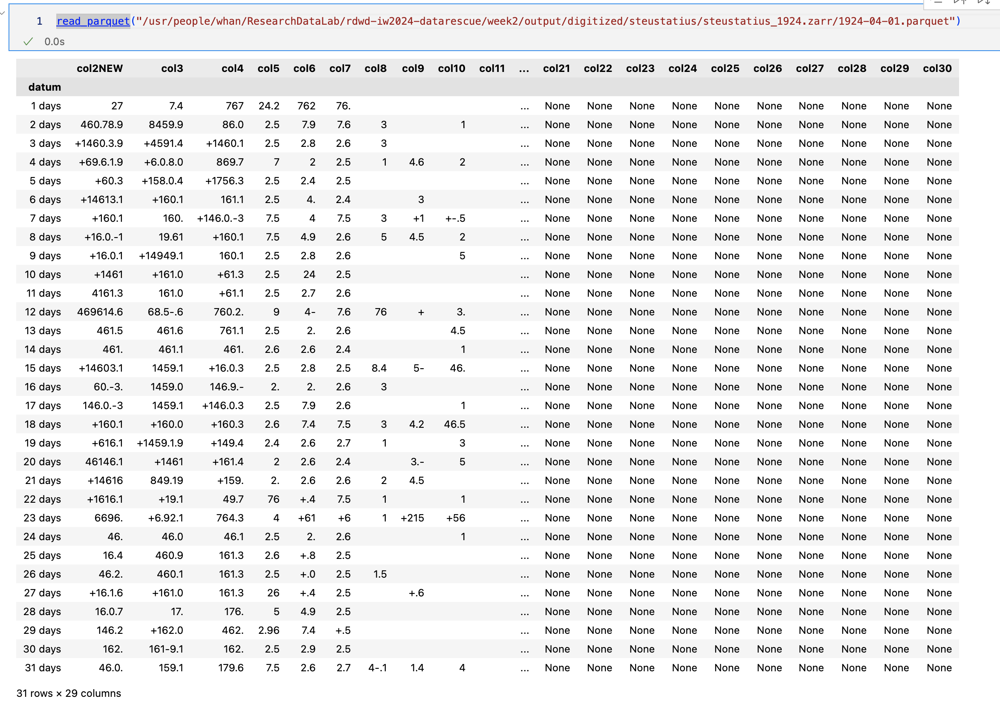 1 read_parquet("/usr/people/whan/ResearchDataLab/rdwd-iw2024-datarescue/week2/output/digitized/steustatius/steustatius_1924.zarr/1924-04-01.parquet")
0.0s
col2NEW col3 col4 col5 col6 col7 col8 col9 col10 col11 ... col21 col22 col23 col24 col25 col26 col27 col28 col29 col30
datum
1 days 27 7.4 767 24.2 762 76. ... None None None None None None None None None None
2 days 460.78.9 8459.9 86.0 2.5 7.9 7.6 3 1 ... None None None None None None None None None None
3 days +1460.3.9 +4591.4 +1460.1 2.5 2.8 2.6 3 ... None None None None None None None None None None
4 days +69.6.1.9 +6.0.8.0 869.7 7 2 2.5 1 4.6 2 ... None None None None None None None None None None
5 days +60.3 +158.0.4 +1756.3 2.5 2.4 2.5 ... None None None None None None None None None None
6 days +14613.1 +160.1 161.1 2.5 4. 2.4 3 ... None None None None None None None None None None
7 days +160.1 160. +146.0.-3 7.5 4 7.5 3 +1 +-.5 ... None None None None None None None None None None
8 days +16.0.-1 19.61 +160.1 7.5 4.9 2.6 5 4.5 2 ... None None None None None None None None None None
9 days +16.0.1 +14949.1 160.1 2.5 2.8 2.6 5 ... None None None None None None None None None None
10 days +1461 +161.0 +61.3 2.5 24 2.5 ... None None None None None None None None None None
11 days 4161.3 161.0 +61.1 2.5 2.7 2.6 ... None None None None None None None None None None
12 days 469614.6 68.5-.6 760.2. 9 4- 7.6 76 + 3. ... None None None None None None None None None None
13 days 461.5 461.6 761.1 2.5 2. 2.6 4.5 ... None None None None None None None None None None
14 days 461. 461.1 461. 2.6 2.6 2.4 1 ... None None None None None None None None None None
15 days +14603.1 1459.1 +16.0.3 2.5 2.8 2.5 8.4 5- 46. ... None None None None None None None None None None
16 days 60.-3. 1459.0 146.9.- 2. 2. 2.6 3 ... None None None None None None None None None None
17 days 146.0.-3 1459.1 +146.0.3 2.5 7.9 2.6 1 ... None None None None None None None None None None
18 days +160.1 +160.0 +160.3 2.6 7.4 7.5 3 4.2 46.5 ... None None None None None None None None None None
19 days +616.1 +1459.1.9 +149.4 2.4 2.6 2.7 1 3 ... None None None None None None None None None None
20 days 46146.1 +1461 +161.4 2 2.6 2.4 3.- 5 ... None None None None None None None None None None
21 days +14616 849.19 +159. 2. 2.6 2.6 2 4.5 ... None None None None None None None None None None
22 days +1616.1 +19.1 49.7 76 +.4 7.5 1 1 ... None None None None None None None None None None
23 days 6696. +6.92.1 764.3 4 +61 +6 1 +215 +56 ... None None None None None None None None None None
24 days 46. 46.0 46.1 2.5 2. 2.6 1 ... None None None None None None None None None None
25 days 16.4 460.9 161.3 2.6 +.8 2.5 ... None None None None None None None None None None
26 days 46.2. 460.1 161.3 2.5 +.0 2.5 1.5 ... None None None None None None None None None None
27 days +16.1.6 +161.0 161.3 26 +.4 2.5 +.6 ... None None None None None None None None None None
28 days 16.0.7 17. 176. 5 4.9 2.5 ... None None None None None None None None None None
29 days 146.2 +162.0 462. 2.96 7.4 +.5 ... None None None None None None None None None None
30 days 162. 161-9.1 162. 2.5 2.9 2.5 ... None None None None None None None None None None
31 days 46.0. 159.1 179.6 7.5 2.6 2.7 4-.1 1.4 4 ... None None None None None None None None None None
31 rows × 29 columns